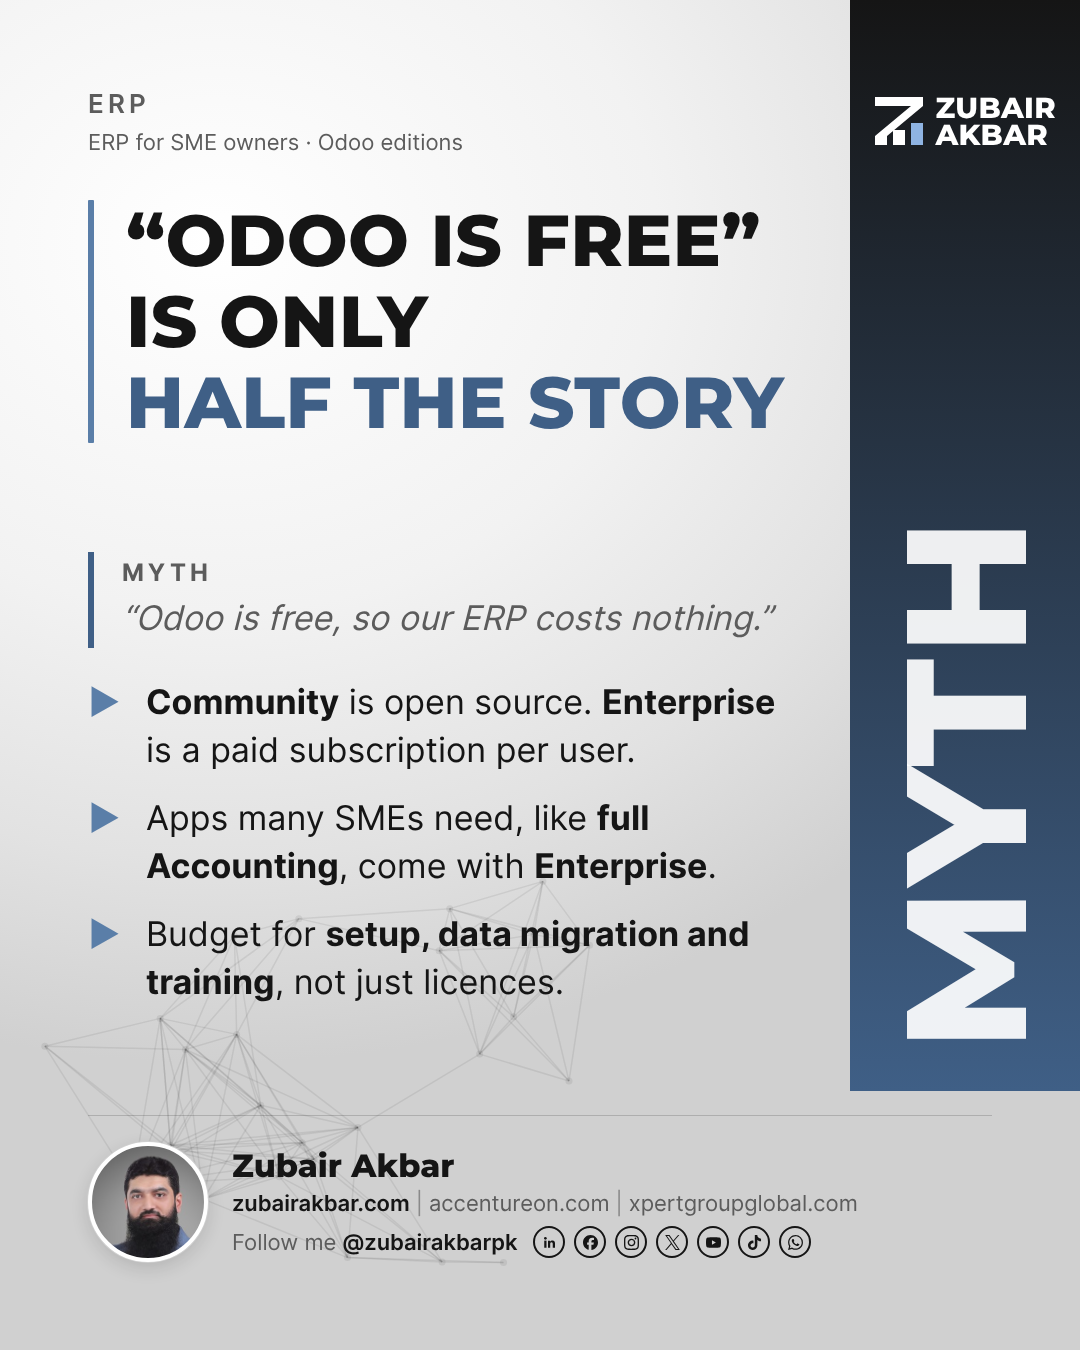 ERP
ERP for SME owners · Odoo editions
ZUBAIR
AKBAR
“ODOO IS FREE”
IS ONLY
HALF THE STORY
MYTH
“Odoo is free, so our ERP costs nothing.”
Community is open source. Enterprise
is a paid subscription per user.
Apps many SMEs need, like full
Accounting, come with Enterprise.
Budget for setup, data migration and
training, not just licences.
MYTH
Zubair Akbar
zubairakbar.com | accentureon.com | xpertgroupglobal.com
Follow me @zubairakbarpk